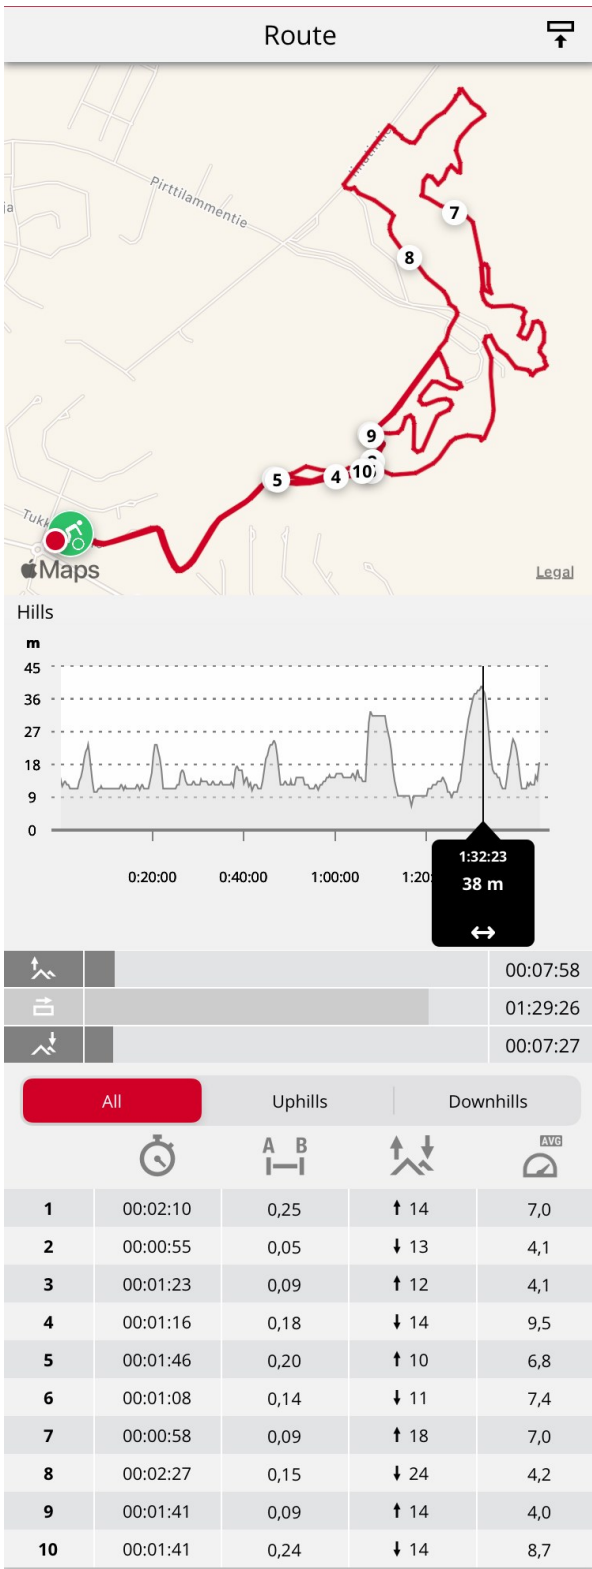 Route
Pirttilammentie
ja
7
8
9
10
4
5
Tukk
Maps
Legal
Hills
m
45
36
27
18
9
0
0:20:00 0:40:00 1:00:00 1:20:
1:32:23
38 m
00:07:58
01:29:26
00:07:27
All Uphills Downhills
A B AVG
1 00:02:10 0,25 14 7,0
2 00:00:55 0,05 13 4,1
3 00:01:23 0,09 12 4,1
4 00:01:16 0,18 14 9,5
5 00:01:46 0,20 10 6,8
6 00:01:08 0,14 11 7,4
7 00:00:58 0,09 18 7,0
8 00:02:27 0,15 24 4,2
9 00:01:41 0,09 14 4,0
10 00:01:41 0,24 14 8,7